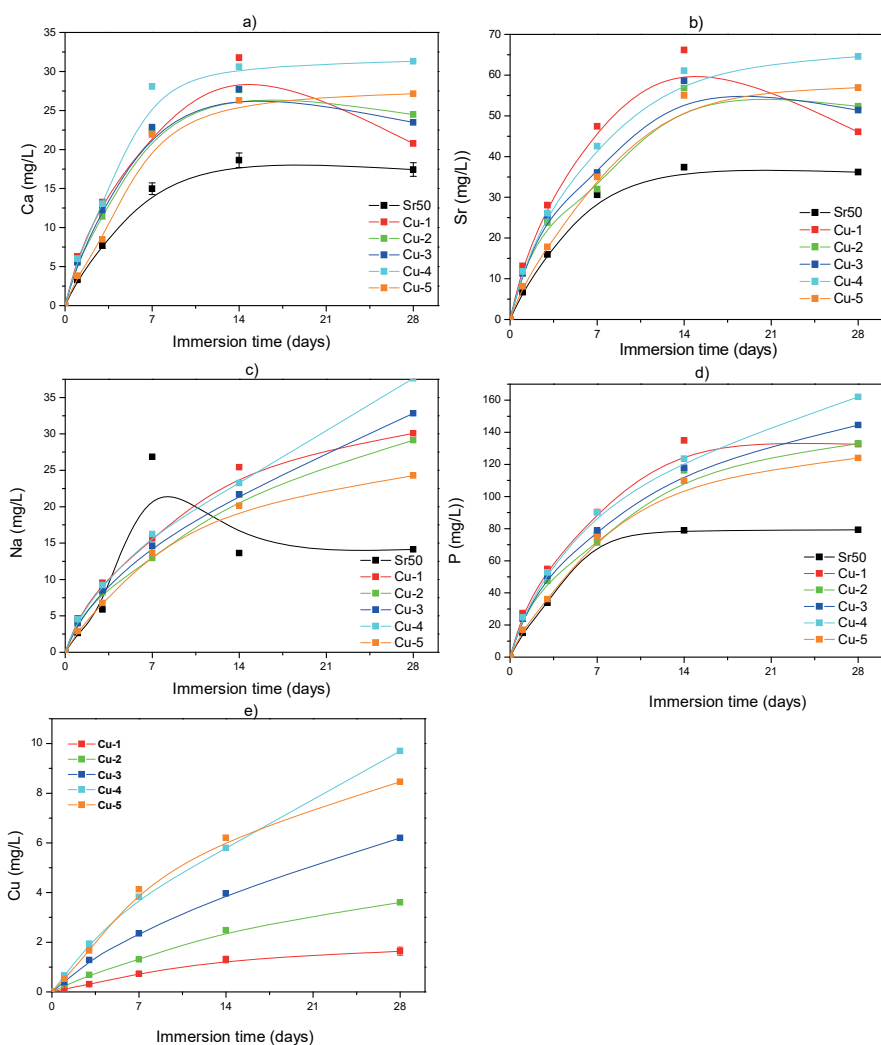 a)
35
30
25
20
15
10
5
0
Ca (mg/L)
Sr50
Cu-1
Cu-2
Cu-3
Cu-4
Cu-5
0 7 14 21 28
Immersion time (days)
b)
70
60
50
40
30
20
10
0
Sr (mg/L))
Sr50
Cu-1
Cu-2
Cu-3
Cu-4
Cu-5
0 7 14 21 28
Immersion time (days)
c)
35
30
25
20
15
10
5
0
Na (mg/L)
Sr50
Cu-1
Cu-2
Cu-3
Cu-4
Cu-5
0 7 14 21 28
Immersion time (days)
d)
160
140
120
100
80
60
40
20
0
P (mg/L))
Sr50
Cu-1
Cu-2
Cu-3
Cu-4
Cu-5
0 7 14 21 28
Immersion time (days)
e)
10
8
6
4
2
0
Cu (mg/L)
Cu-1
Cu-2
Cu-3
Cu-4
Cu-5
0 7 14 21 28
Immersion time (days)